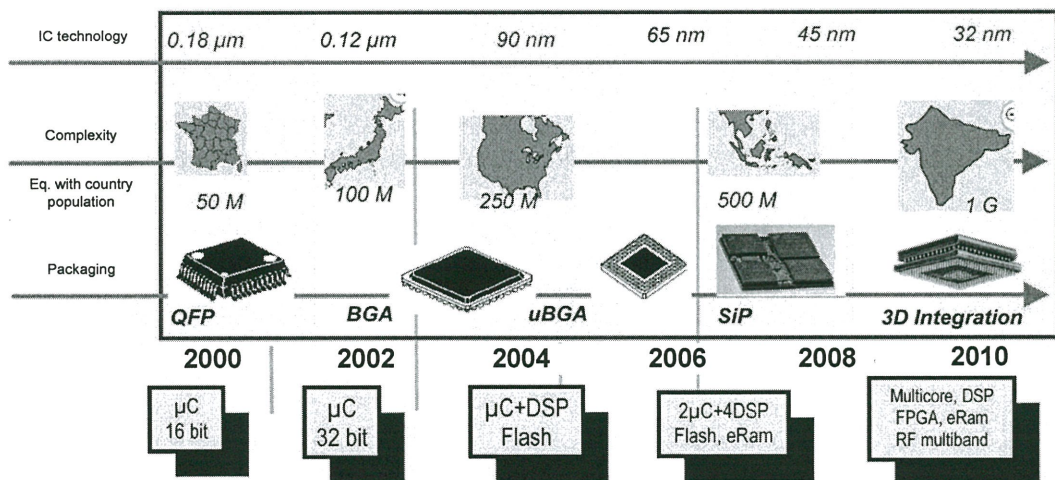 IC technology
0.18 µm 0.12 µm 90 nm 65 nm 45 nm 32 nm
Complexity
Eq. with country
population
50 M 100 M 250 M 500 M 1 G
Packaging
QFP BGA uBGA SiP 3D Integration
2000 2002 2004 2006 2008 2010
µC
16 bit
µC
32 bit
µC+DSP
Flash
2µC+4DSP
Flash, eRam
Multicore, DSP
FPGA, eRam
RF multiband